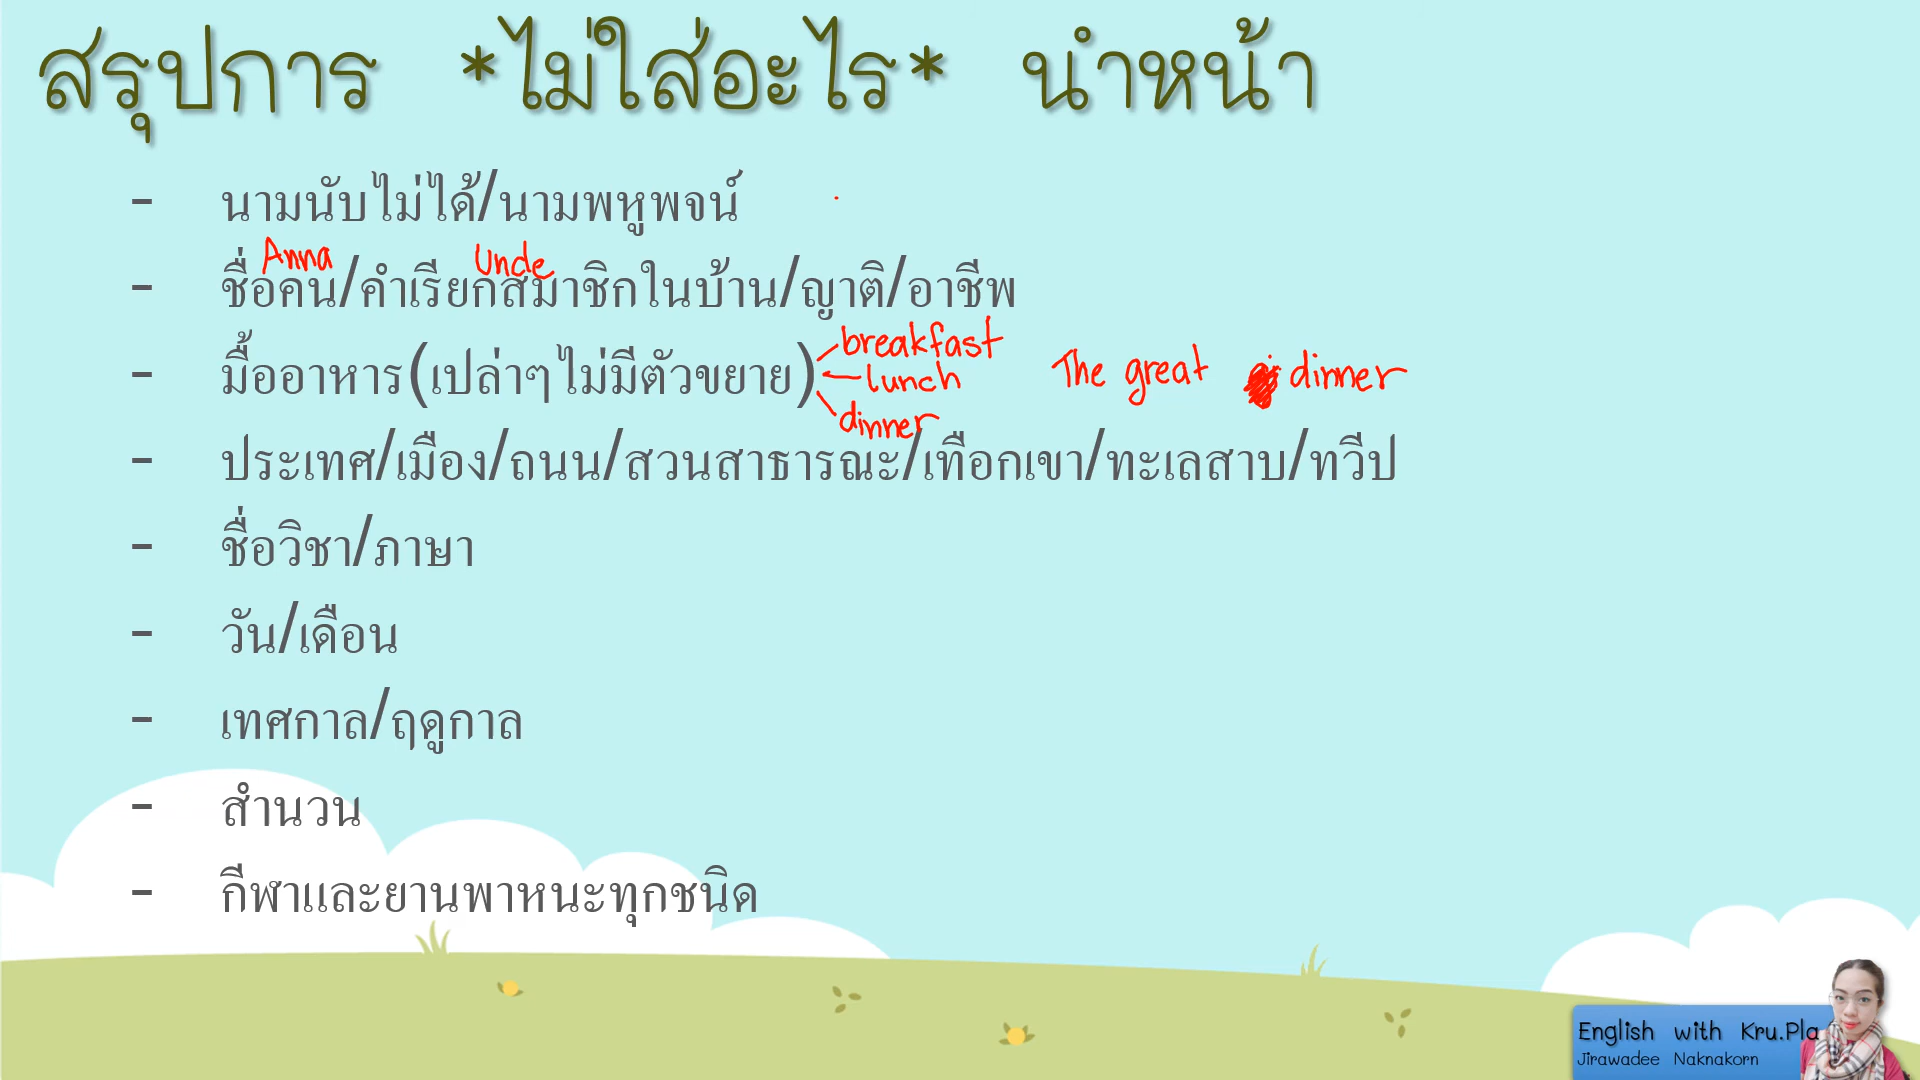 สรุปการ *ไม่ใส่อะไร* นำหน้า
- นามนับไม่ได้/นามพหูพจน์
Anna Uncle
- ชื่อคน/คำเรียกสมาชิกในบ้าน/ญาติ/อาชีพ
breakfast
- มื้ออาหาร(เปล่าๆไม่มีตัวขยาย) lunch The great dinner
dinner
- ประเทศ/เมือง/ถนน/สวนสาธารณะ/เทือกเขา/ทะเลสาบ/ทวีป
- ชื่อวิชา/ภาษา
- วัน/เดือน
- เทศกาล/ฤดูกาล
- สำนวน
- กีฬาและยานพาหนะทุกชนิด
English with Kru.Pla
Jirawadee Naknakorn